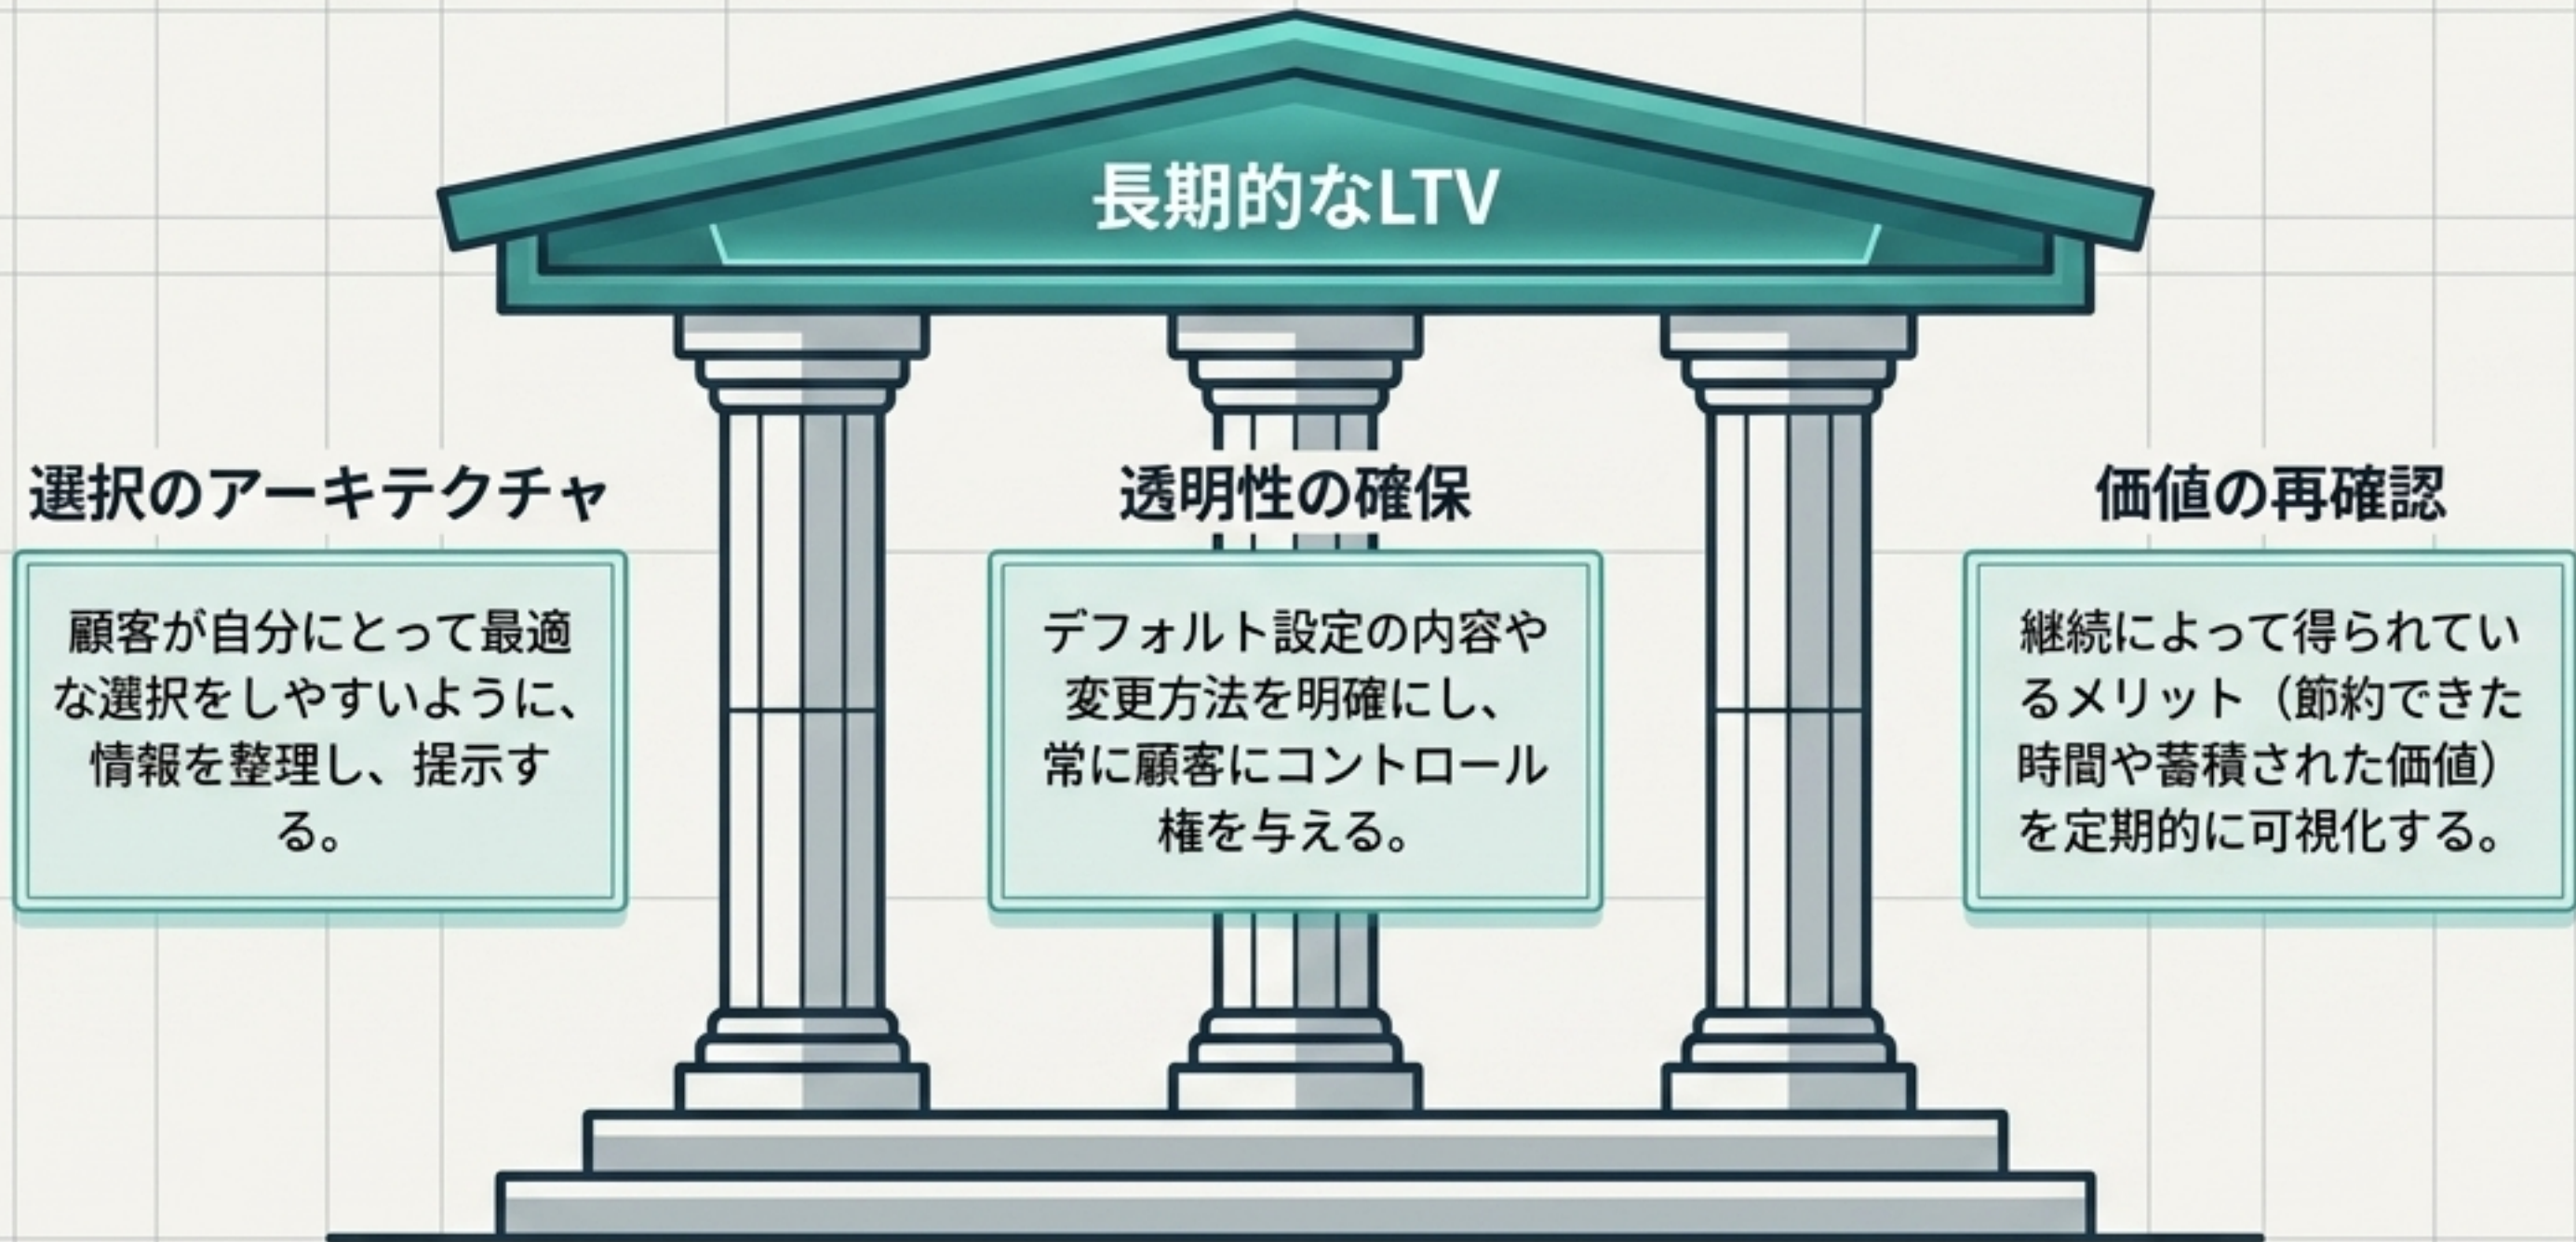 長期的なLTV
選択のアーキテクチャ
顧客が自分にとって最適
な選択をしやすいように、
情報を整理し、提示す
る。
透明性の確保
デフォルト設定の内容や
変更方法を明確にし、
常に顧客にコントロール
権を与える。
価値の再確認
継続によって得られてい
るメリット（節約できた
時間や蓄積された価値）
を定期的に可視化する。